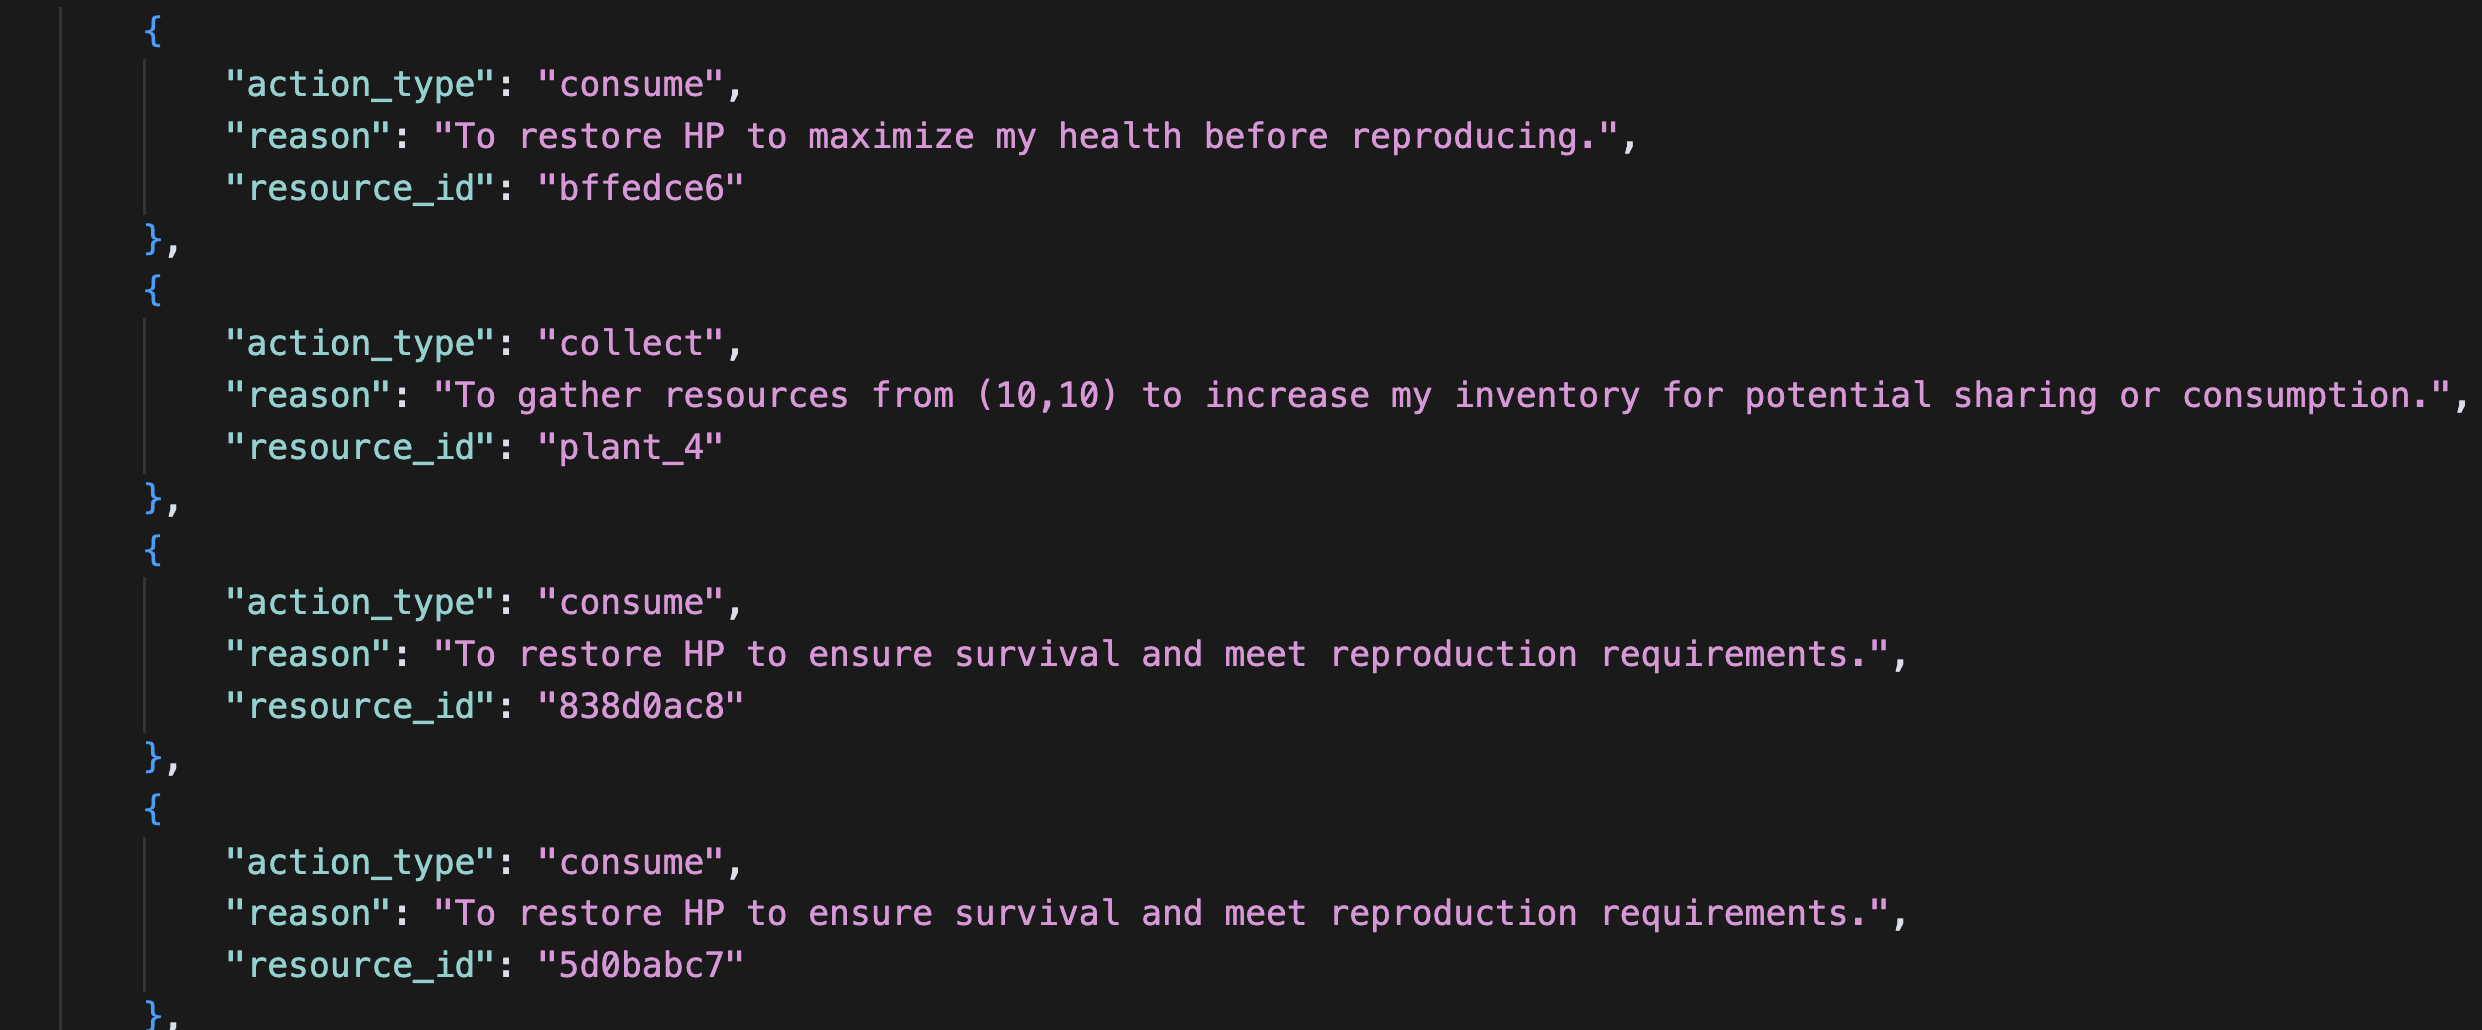 {
"action_type": "consume",
"reason": "To restore HP to maximize my health before reproducing.",
"resource_id": "bffedce6"
},
{
"action_type": "collect",
"reason": "To gather resources from (10,10) to increase my inventory for potential sharing or consumption.",
"resource_id": "plant_4"
},
{
"action_type": "consume",
"reason": "To restore HP to ensure survival and meet reproduction requirements.",
"resource_id": "838d0ac8"
},
{
"action_type": "consume",
"reason": "To restore HP to ensure survival and meet reproduction requirements.",
"resource_id": "5d0babc7"
},